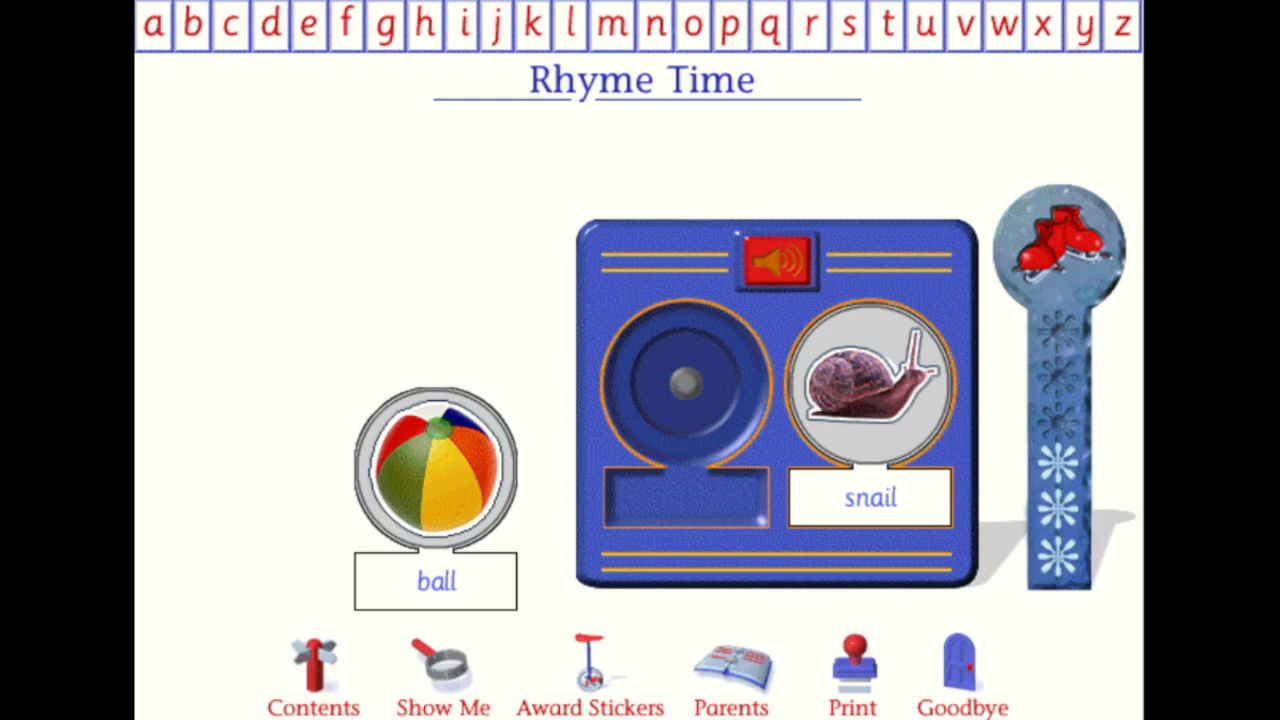 a b c d e f g h i j k l m n o p q r s t u v w x y z
Rhyme Time
snail
ball
Contents Show Me Award Stickers Parents Print Goodbye